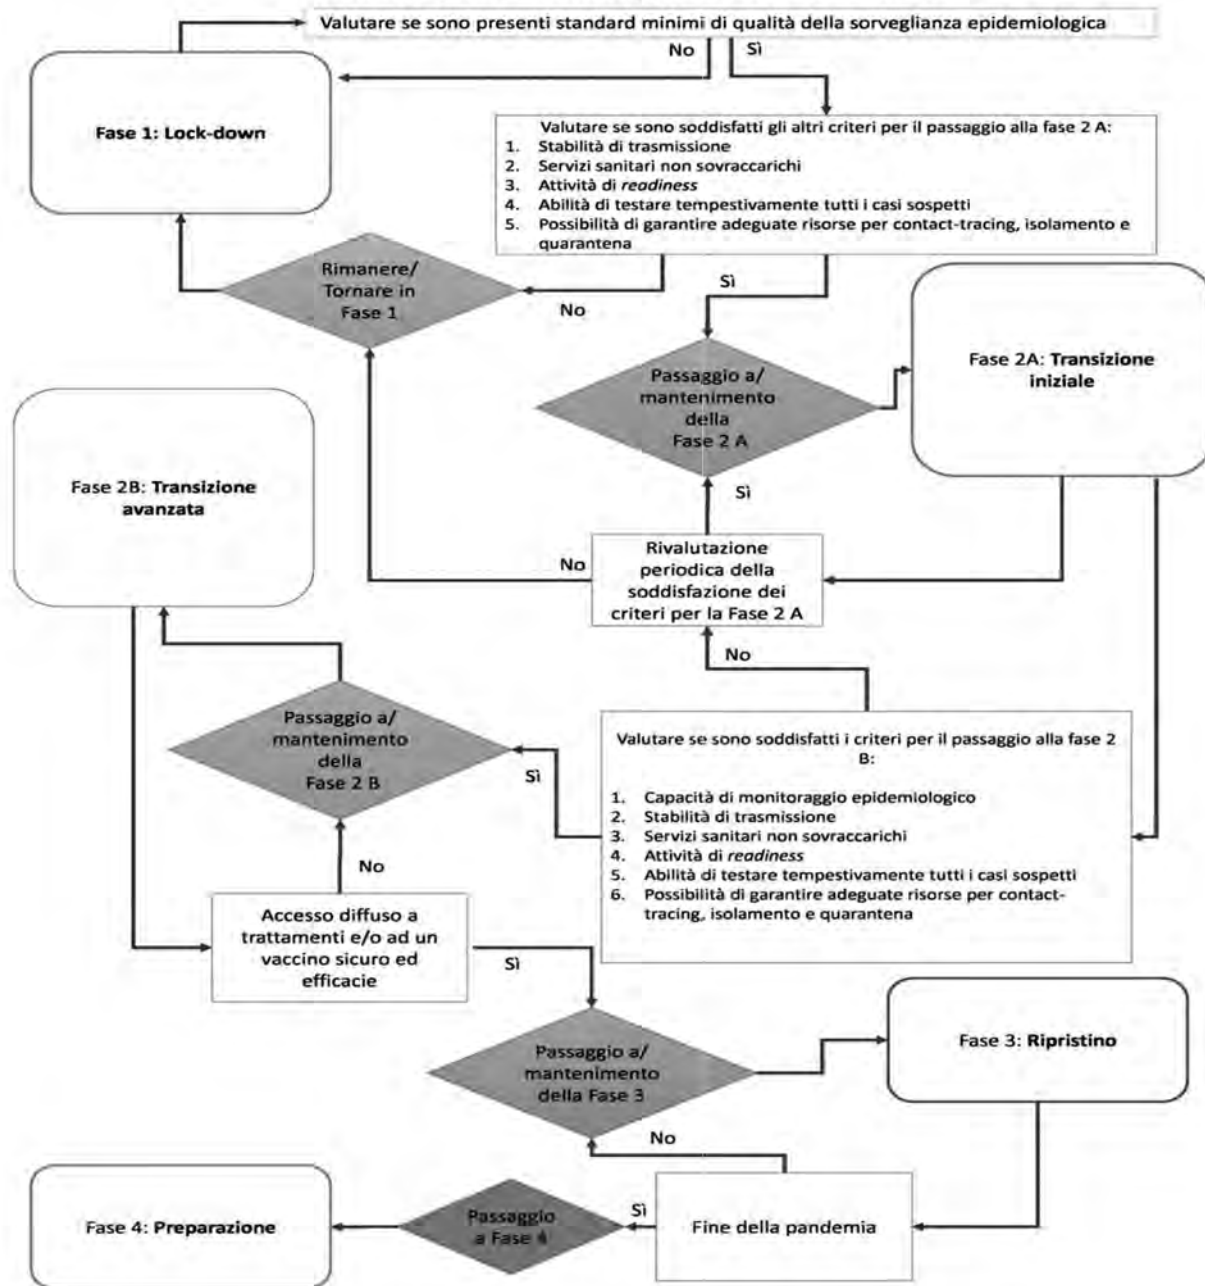 Valutare se sono presenti standard minimi di qualità della sorveglianza epidemiologica
No
Sì
Fase 1: Lock-down
Valutare se sono soddisfatti gli altri criteri per il passaggio alla fase 2 A:
1. Stabilità di trasmissione
2. Servizi sanitari non sovraccarichi
3. Attività di readiness
4. Abilità di testare tempestivamente tutti i casi sospetti
5. Possibilità di garantire adeguate risorse per contact-tracing, isolamento e
quarantena
Rimanere/
Tornare in
Fase 1
No
Sì
Passaggio a/
mantenimento
della
Fase 2 A
Fase 2A: Transizione
iniziale
Fase 2B: Transizione
avanzata
Sì
No
Rivalutazione
periodica della
soddisfazione dei
criteri per la Fase 2 A
No
Passaggio a/
mantenimento
della
Fase 2 B
Sì
Valutare se sono soddisfatti i criteri per il passaggio alla fase 2
B:
1. Capacità di monitoraggio epidemiologico
2. Stabilità di trasmissione
3. Servizi sanitari non sovraccarichi
4. Attività di readiness
5. Abilità di testare tempestivamente tutti i casi sospetti
6. Possibilità di garantire adeguate risorse per contact-
tracing, isolamento e quarantena
No
Accesso diffuso a
trattamenti e/o ad un
vaccino sicuro ed
efficacie
Sì
Passaggio a/
mantenimento
della Fase 3
Fase 3: Ripristino
No
Fase 4: Preparazione
Passaggio
a Fase 4
Sì
Fine della pandemia